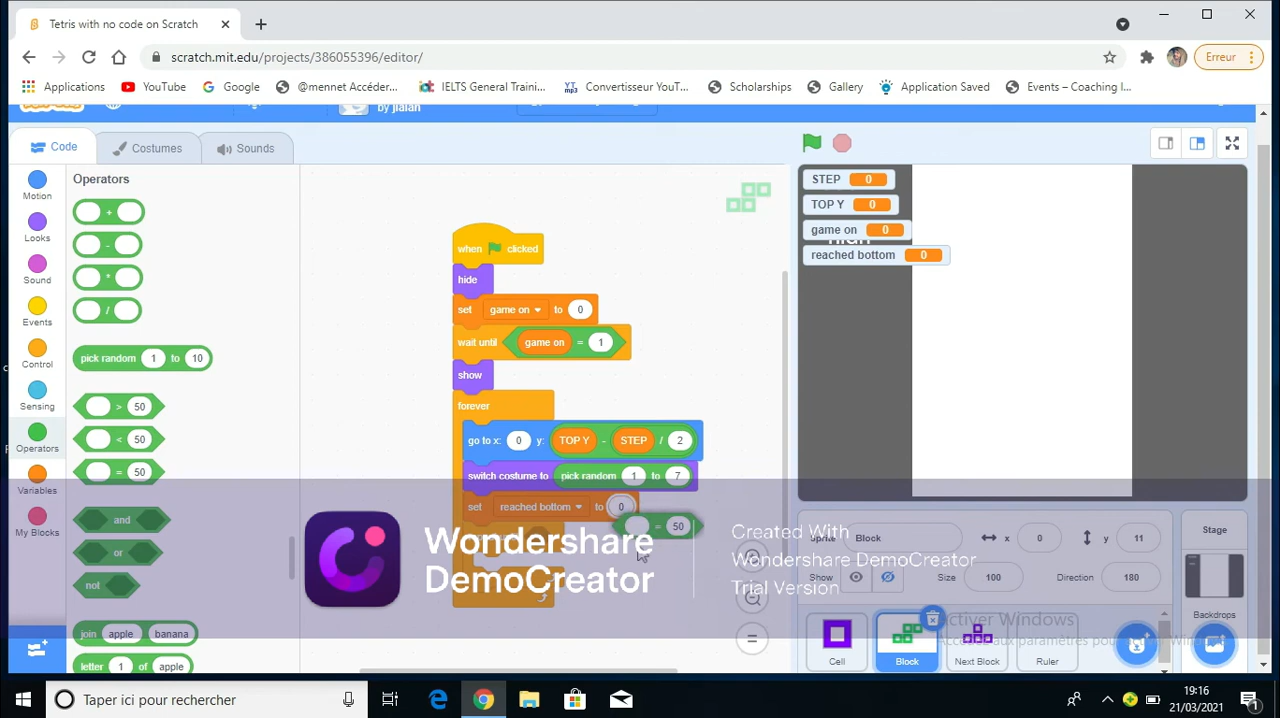 Tetris with no code on Scratch
scratch.mit.edu/projects/386055396/editor/
Erreur
Applications
YouTube
Google
@mennet Accéder...
IELTS General Traini...
Convertisseur YouT...
Scholarships
Gallery
Application Saved
Events – Coaching I...
by jialan
Code
Costumes
Sounds
Motion
Looks
Sound
Events
Control
Sensing
Operators
Variables
My Blocks
Operators
+
-
*
/
pick random 1 to 10
> 50
< 50
= 50
and
or
not
join apple banana
letter 1 of apple
when clicked
hide
set game on to 0
wait until game on = 1
show
forever
go to x: 0 y: TOP Y - STEP / 2
switch costume to pick random 1 to 7
set reached bottom to 0
= 50
STEP 0
TOP Y 0
game on 0
reached bottom 0
Wondershare
DemoCreator
Created With
Wondershare DemoCreator
Trial Version
Sprite Block x 0 y 11
Show Size 100 Direction 180
Stage
Backdrops
Cell
Block
Next Block
Ruler
Activer Windows
Accédez aux paramètres pour activer Windows
Taper ici pour rechercher
19:16
21/03/2021